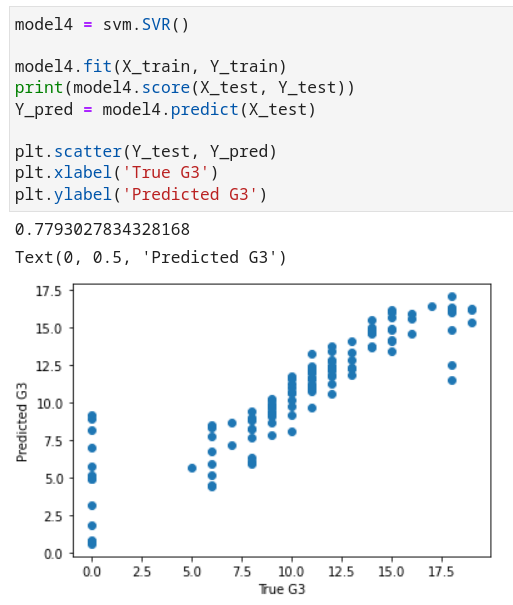 model4 = svm.SVR()
model4.fit(X_train, Y_train)
print(model4.score(X_test, Y_test))
Y_pred = model4.predict(X_test)
plt.scatter(Y_test, Y_pred)
plt.xlabel('True G3')
plt.ylabel('Predicted G3')
0.7793027834328168
Text(0, 0.5, 'Predicted G3')
17.5
15.0
12.5
10.0
7.5
5.0
2.5
0.0
Predicted G3
0.0 2.5 5.0 7.5 10.0 12.5 15.0 17.5
True G3